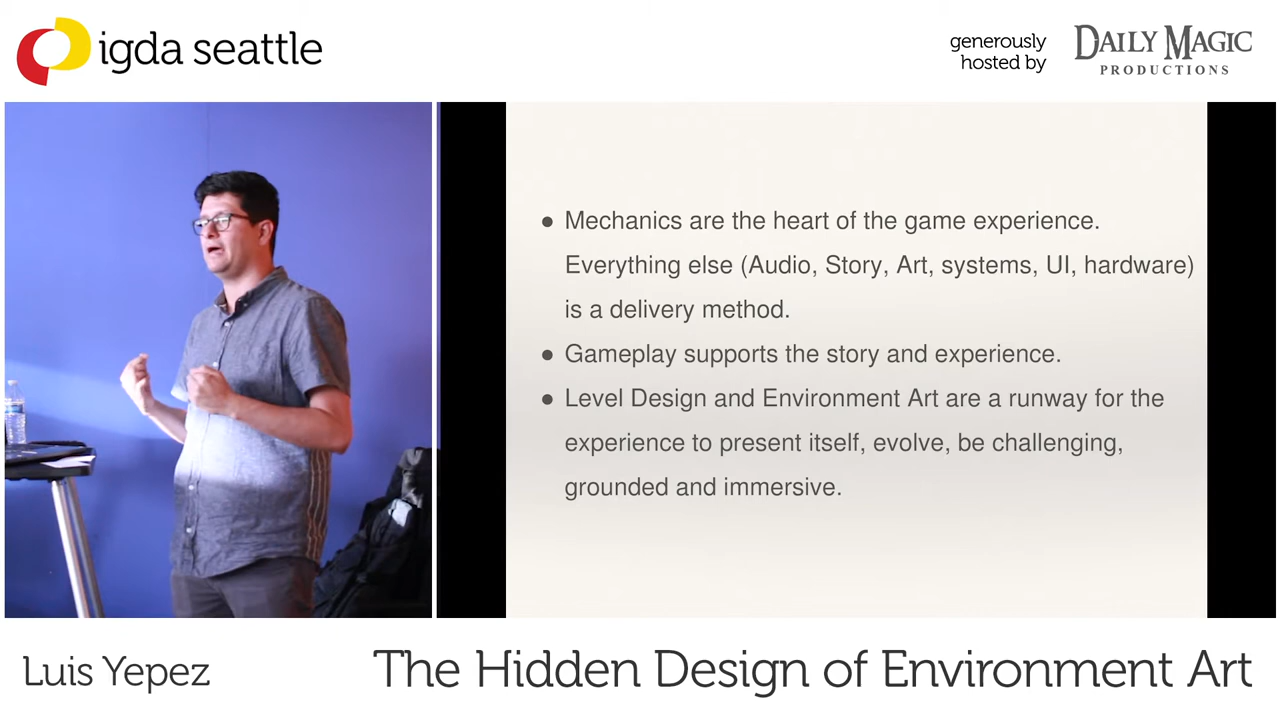 igda seattle
generously
hosted by
DAILY MAGIC
PRODUCTIONS
● Mechanics are the heart of the game experience.
Everything else (Audio, Story, Art, systems, UI, hardware)
is a delivery method.
● Gameplay supports the story and experience.
● Level Design and Environment Art are a runway for the
experience to present itself, evolve, be challenging,
grounded and immersive.
Luis Yepez
The Hidden Design of Environment Art